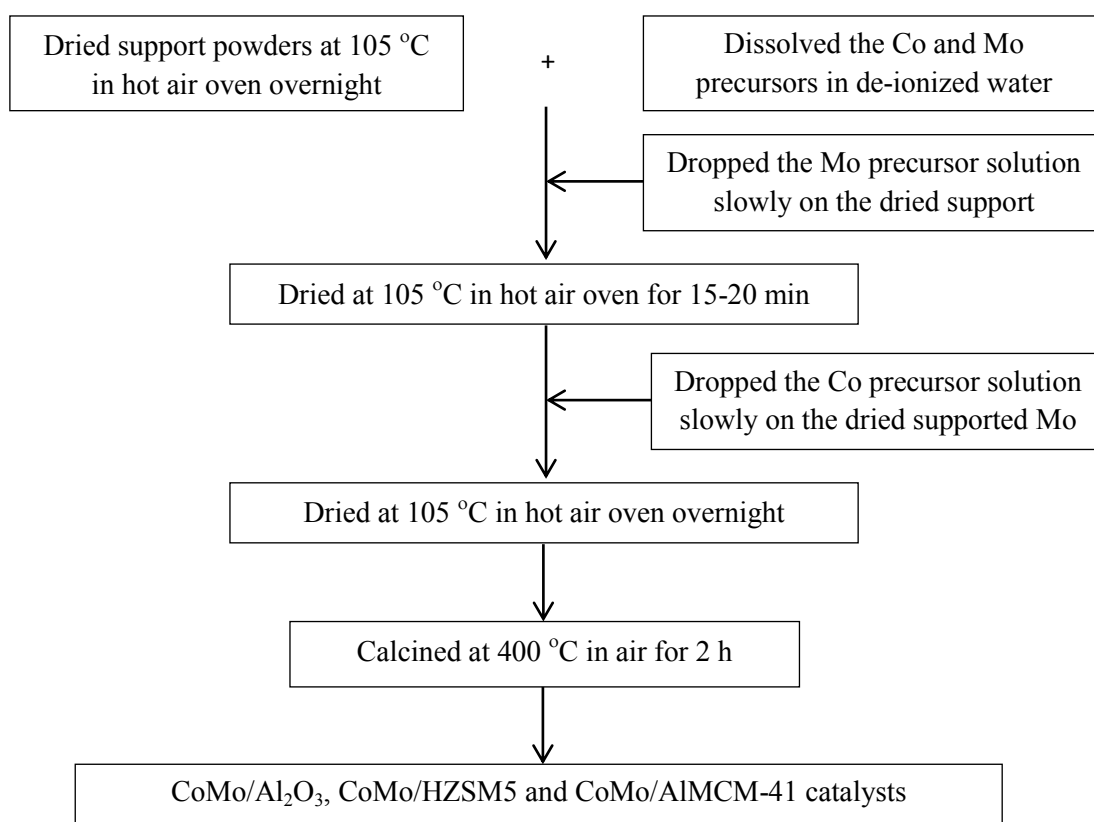 Dried support powders at 105 °C
in hot air oven overnight
+
Dissolved the Co and Mo
precursors in de-ionized water
Dropped the Mo precursor solution
slowly on the dried support
Dried at 105 °C in hot air oven for 15-20 min
Dropped the Co precursor solution
slowly on the dried supported Mo
Dried at 105 °C in hot air oven overnight
Calcined at 400 °C in air for 2 h
CoMo/Al₂O₃, CoMo/HZSM5 and CoMo/AlMCM-41 catalysts